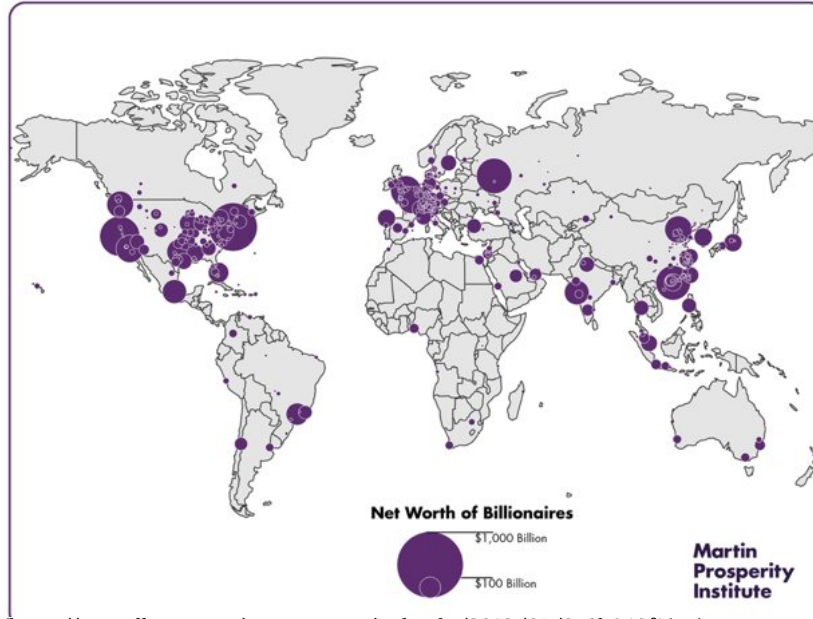 Net Worth of Billionaires
$1,000 Billion
$100 Billion
Martin
Prosperity
Institute